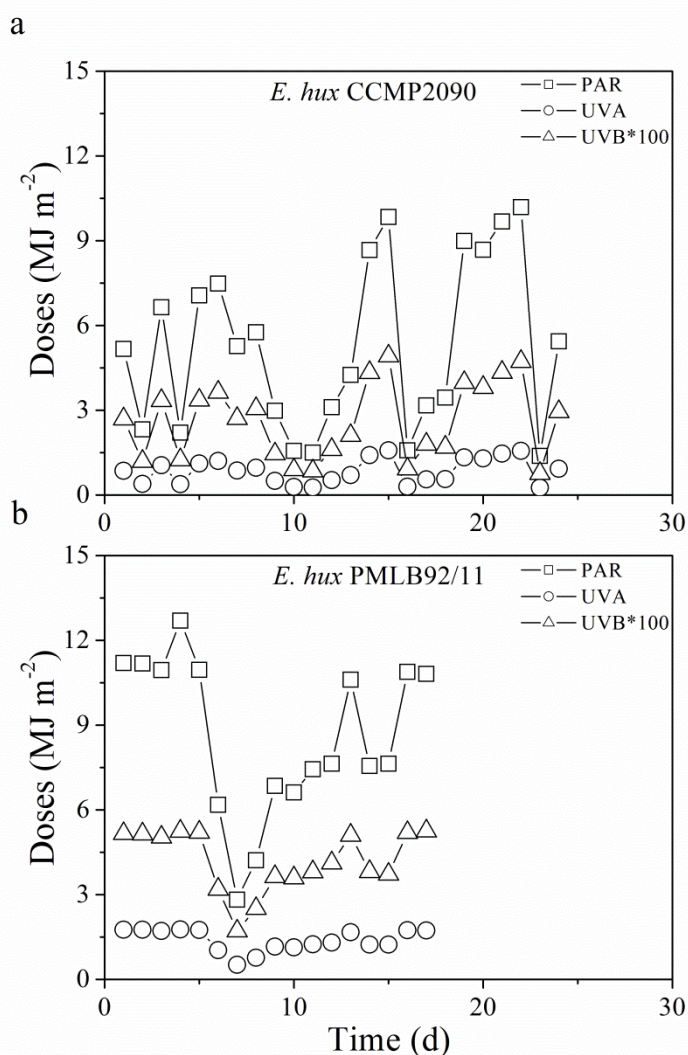 a
15
E. hux CCMP2090
PAR
UVA
UVB*100
12
9
6
3
0
Doses (MJ m-2)
0
10
20
30
b
15
E. hux PMLB92/11
PAR
UVA
UVB*100
12
9
6
3
0
Doses (MJ m-2)
0
10
20
30
Time (d)